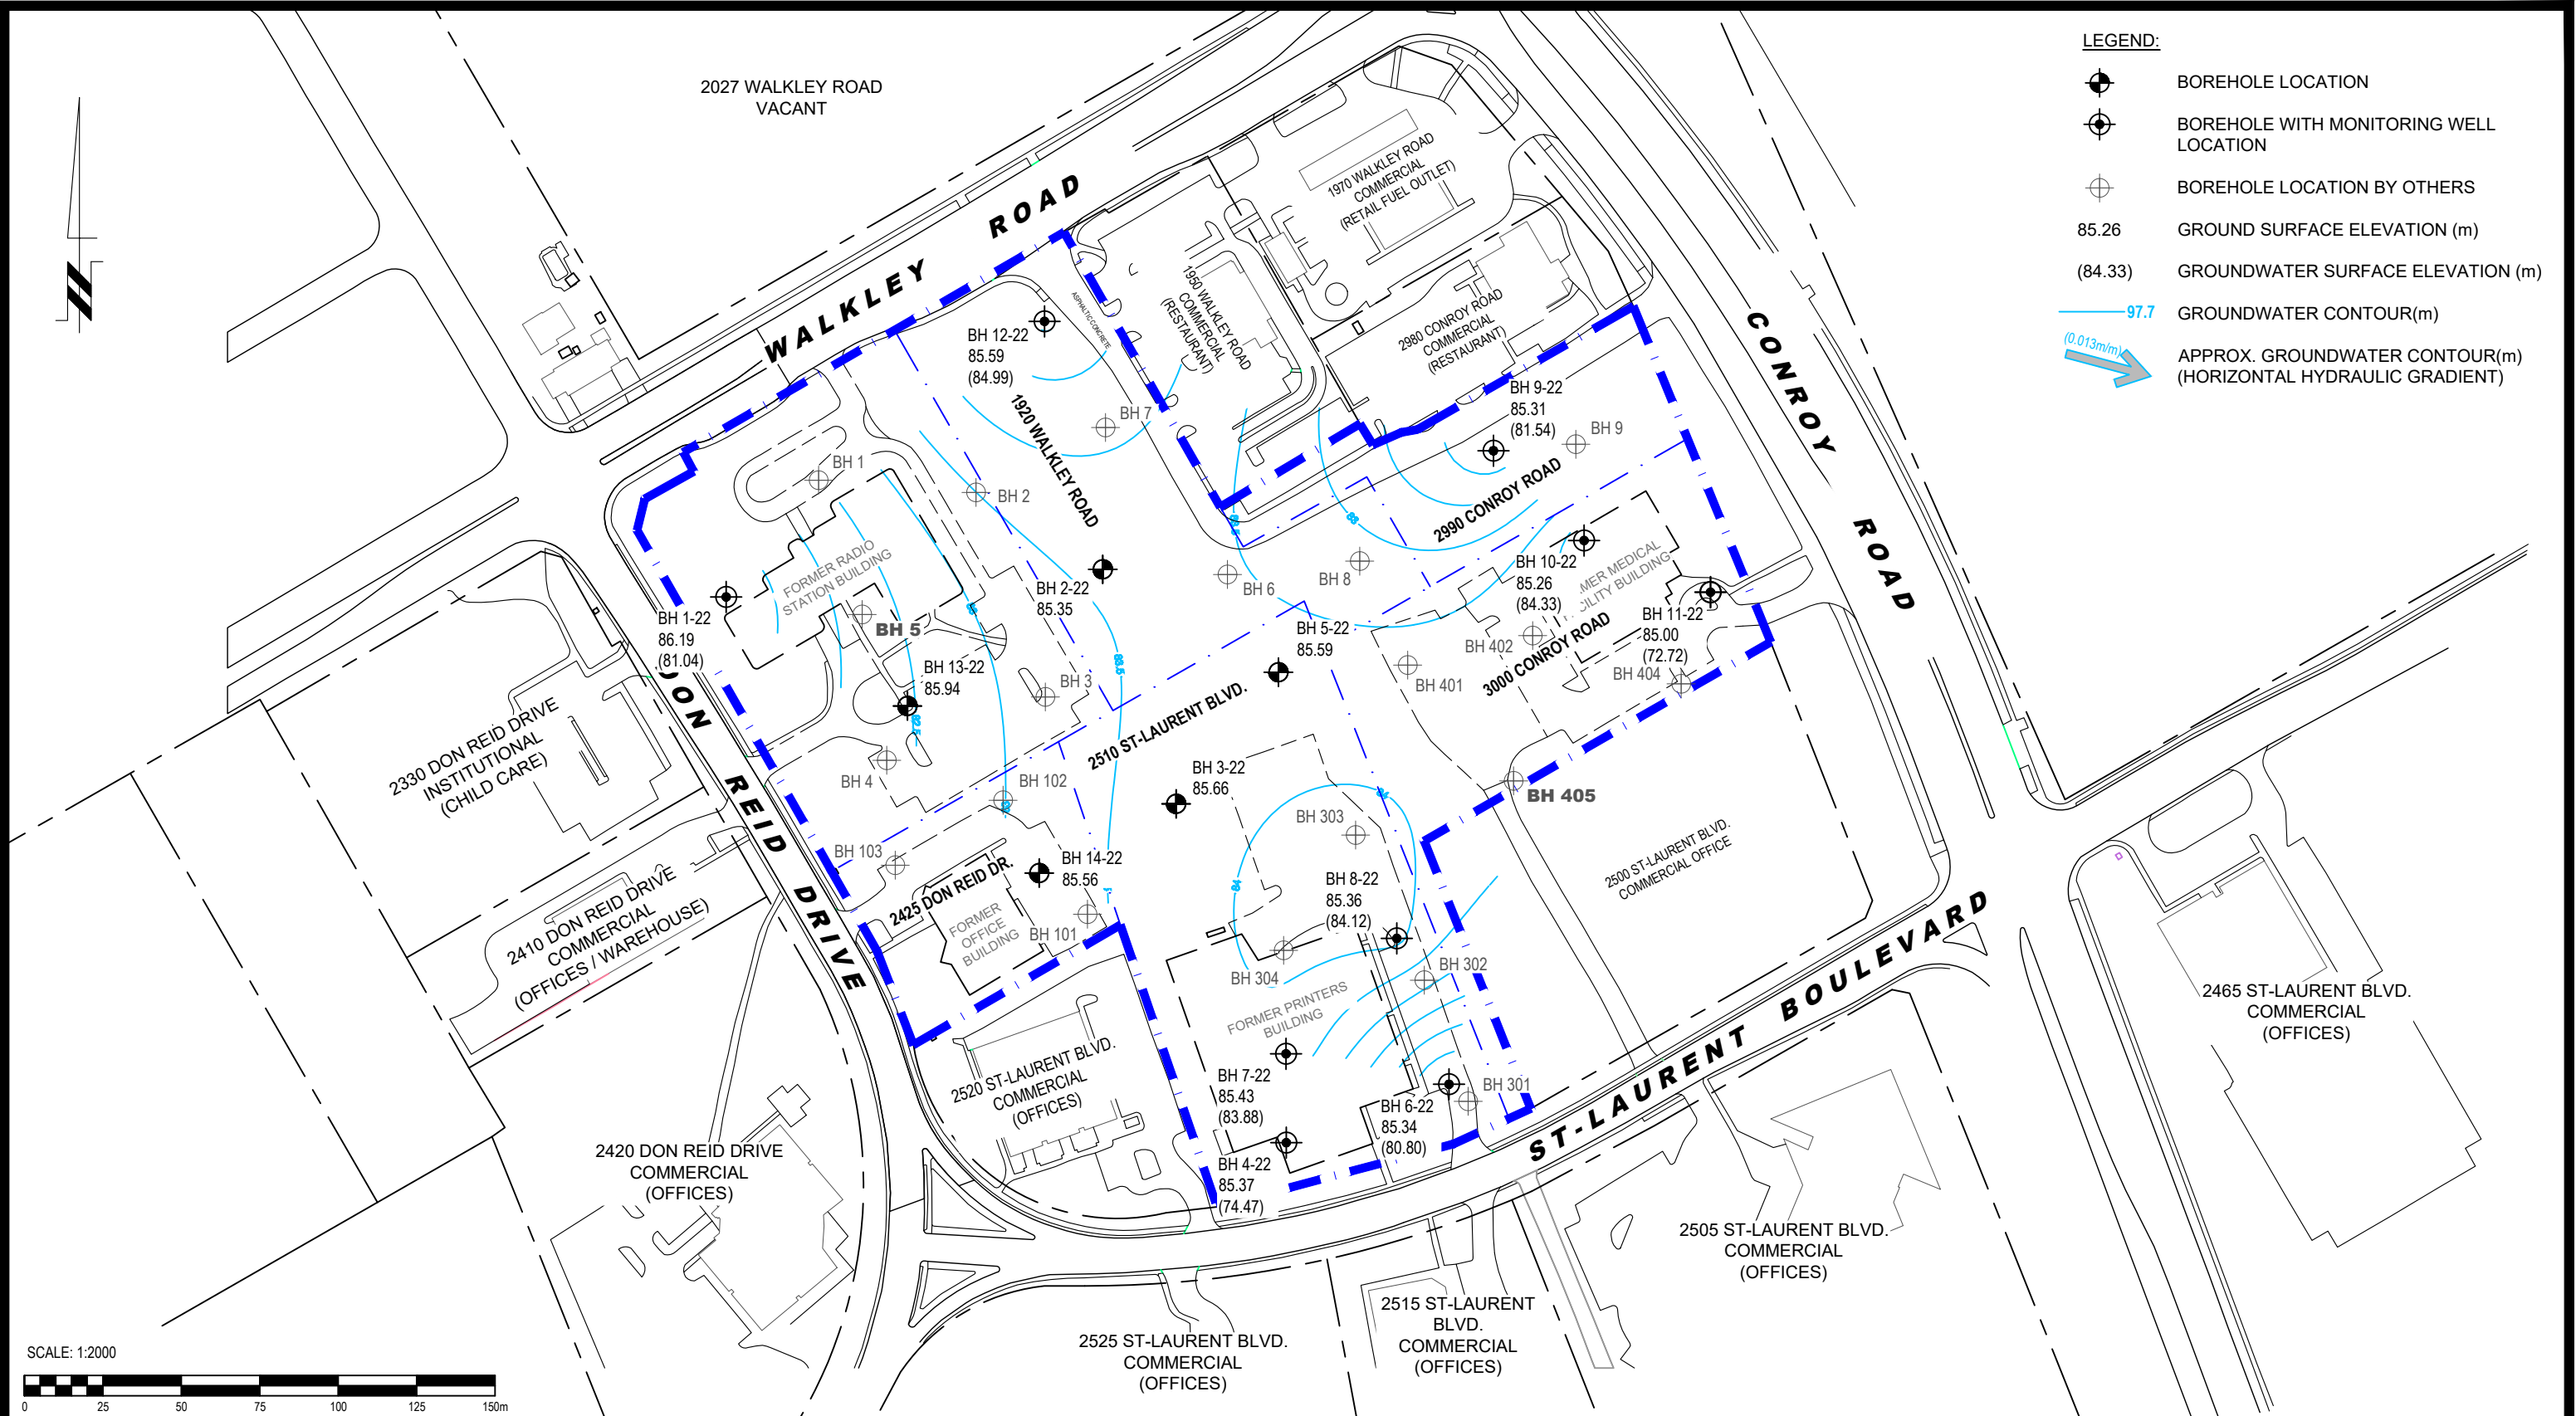 LEGEND:
BOREHOLE LOCATION
BOREHOLE WITH MONITORING WELL
LOCATION
BOREHOLE LOCATION BY OTHERS
85.26 GROUND SURFACE ELEVATION (m)
(84.33) GROUNDWATER SURFACE ELEVATION (m)
97.7 GROUNDWATER CONTOUR(m)
(0.013m/m)
APPROX. GROUNDWATER CONTOUR(m)
(HORIZONTAL HYDRAULIC GRADIENT)
2027 WALKLEY ROAD
VACANT
WALKLEY ROAD
1970 WALKLEY ROAD
COMMERCIAL
(RETAIL FUEL OUTLET)
1950 WALKLEY ROAD
COMMERCIAL
(RESTAURANT)
ASPHALTIC CONCRETE
2980 CONROY ROAD
COMMERCIAL
(RESTAURANT)
CONROY ROAD
BH 12-22
85.59
(84.99)
1920 WALKLEY ROAD
BH 7
BH 9-22
85.31
(81.54)
BH 9
2990 CONROY ROAD
BH 1
BH 2
FORMER RADIO
STATION BUILDING
BH 1-22
86.19
(81.04)
BH 5
BH 2-22
85.35
BH 6
BH 8
83
83.5
BH 10-22
85.26
(84.33)
MER MEDICAL
CILITY BUILDING
BH 11-22
85.00
(72.72)
BH 5-22
85.59
BH 402
BH 401
BH 404
3000 CONROY ROAD
BH 13-22
85.94
82.5
BH 3
2510 ST-LAURENT BLVD.
BH 4
BH 102
BH 3-22
85.66
BH 405
BH 303
84
84
BH 103
BH 14-22
85.56
2425 DON REID DR.
FORMER
OFFICE
BUILDING
BH 101
BH 8-22
85.36
(84.12)
BH 304
BH 302
FORMER PRINTERS
BUILDING
BH 7-22
85.43
(83.88)
BH 6-22
85.34
(80.80)
BH 301
BH 4-22
85.37
(74.47)
DON REID DRIVE
2330 DON REID DRIVE
INSTITUTIONAL
(CHILD CARE)
2410 DON REID DRIVE
COMMERCIAL
(OFFICES / WAREHOUSE)
2420 DON REID DRIVE
COMMERCIAL
(OFFICES)
2520 ST-LAURENT BLVD.
COMMERCIAL
(OFFICES)
2500 ST-LAURENT BLVD.
COMMERCIAL OFFICE
ST-LAURENT BOULEVARD
2465 ST-LAURENT BLVD.
COMMERCIAL
(OFFICES)
2505 ST-LAURENT BLVD.
COMMERCIAL
(OFFICES)
2515 ST-LAURENT
BLVD.
COMMERCIAL
(OFFICES)
2525 ST-LAURENT BLVD.
COMMERCIAL
(OFFICES)
SCALE: 1:2000
0 25 50 75 100 125 150m